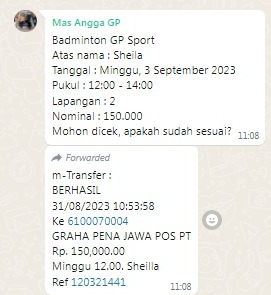 Mas Angga GP
Badminton GP Sport
Atas nama : Sheila
Tanggal : Minggu, 3 September 2023
Pukul : 12:00 - 14:00
Lapangan : 2
Nominal : 150.000
Mohon dicek, apakah sudah sesuai?
11:08
Forwarded
m-Transfer :
BERHASIL
31/08/2023 10:53:58
Ke 6100070004
GRAHA PENA JAWA POS PT
Rp. 150,000.00
Minggu 12.00. Sheilla
Ref 120321441
11:08